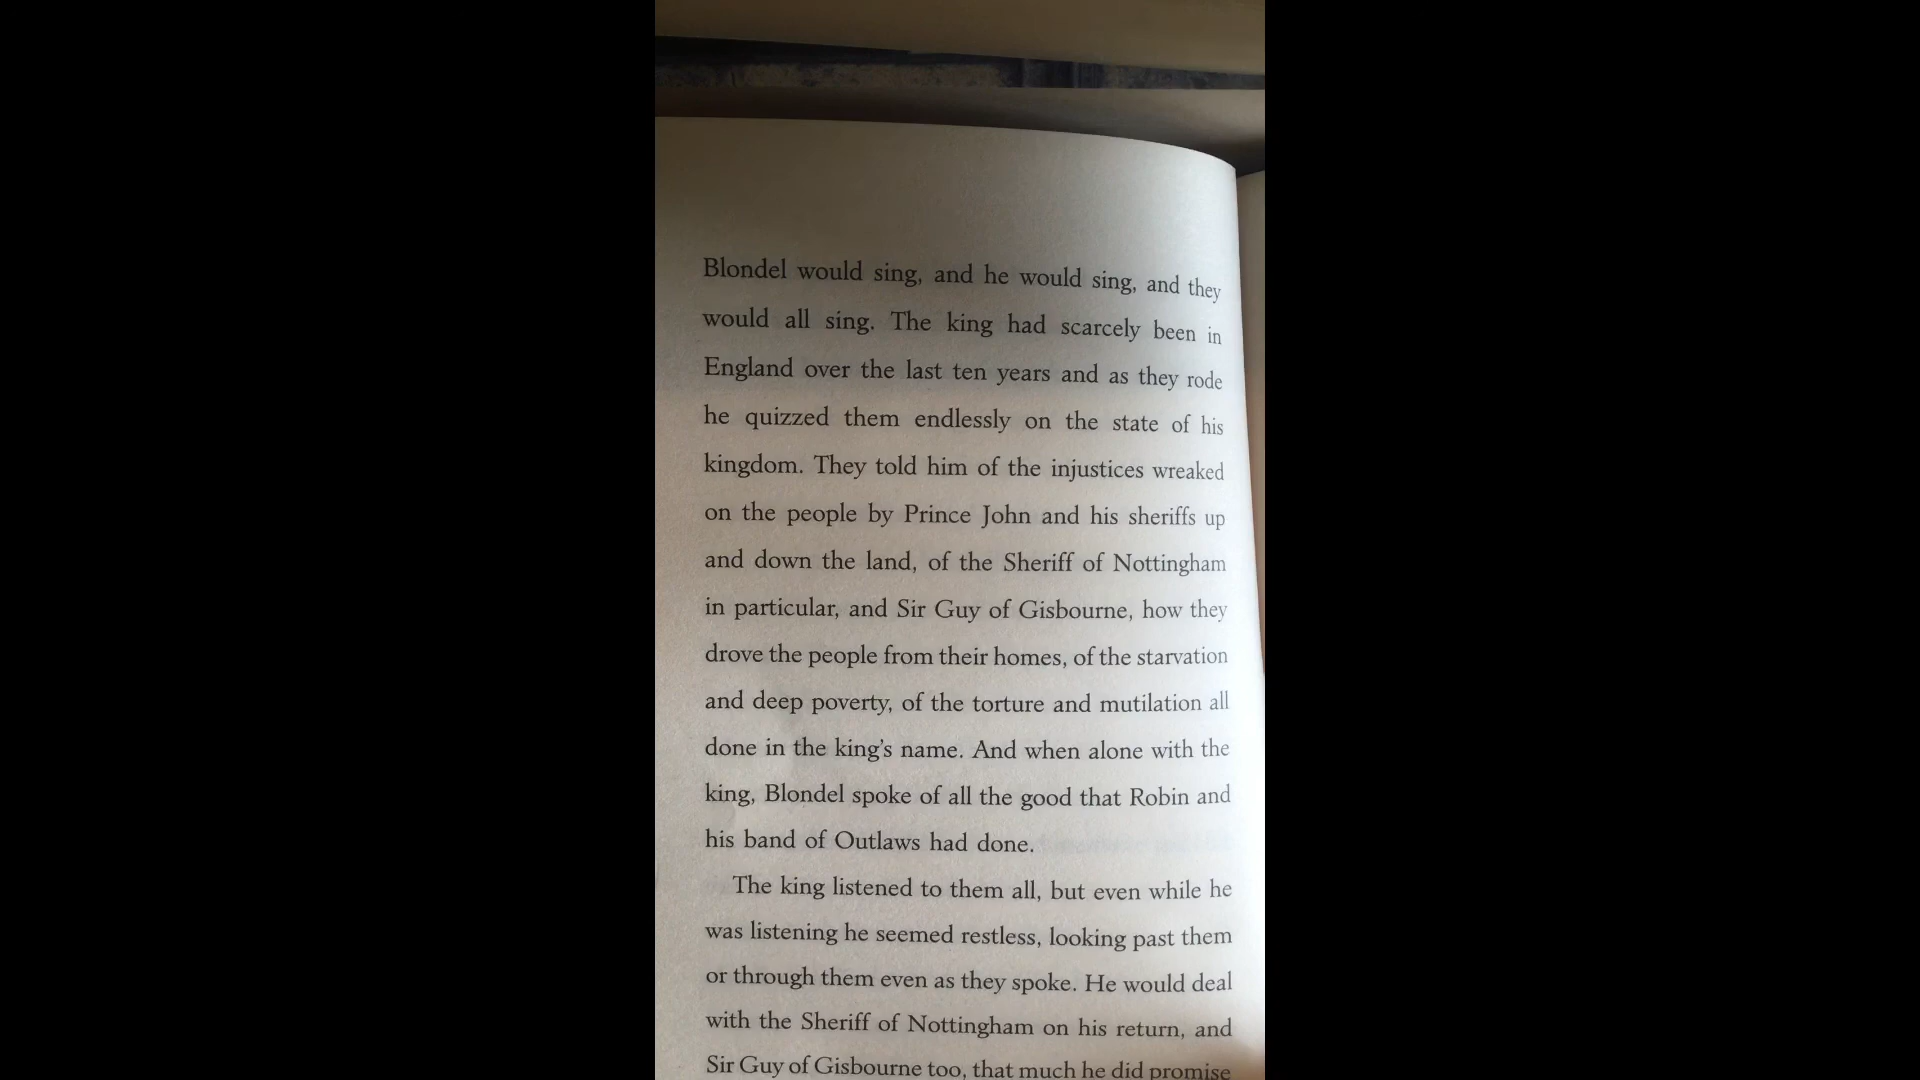 Blondel would sing, and he would sing, and they
would all sing. The king had scarcely been in
England over the last ten years and as they rode
he quizzed them endlessly on the state of his
kingdom. They told him of the injustices wreaked
on the people by Prince John and his sheriffs up
and down the land, of the Sheriff of Nottingham
in particular, and Sir Guy of Gisbourne, how they
drove the people from their homes, of the starvation
and deep poverty, of the torture and mutilation all
done in the king's name. And when alone with the
king, Blondel spoke of all the good that Robin and
his band of Outlaws had done.
The king listened to them all, but even while he
was listening he seemed restless, looking past them
or through them even as they spoke. He would deal
with the Sheriff of Nottingham on his return, and
Sir Guy of Gisbourne too, that much he did promise